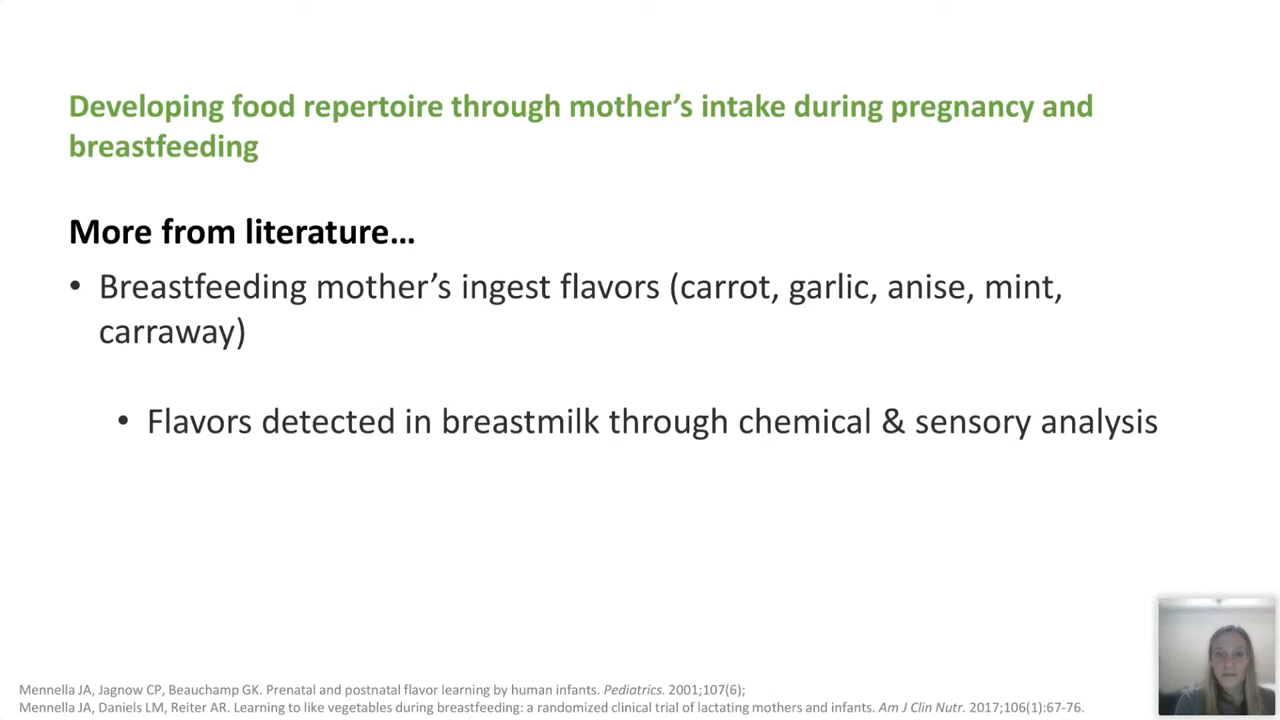 Developing food repertoire through mother’s intake during pregnancy and
breastfeeding
More from literature…
• Breastfeeding mother’s ingest flavors (carrot, garlic, anise, mint,
carraway)
• Flavors detected in breastmilk through chemical & sensory analysis
Mennella JA, Jagnow CP, Beauchamp GK. Prenatal and postnatal flavor learning by human infants. Pediatrics. 2001;107(6);
Mennella JA, Daniels LM, Reiter AR. Learning to like vegetables during breastfeeding: a randomized clinical trial of lactating mothers and infants. Am J Clin Nutr. 2017;106(1):67-76.